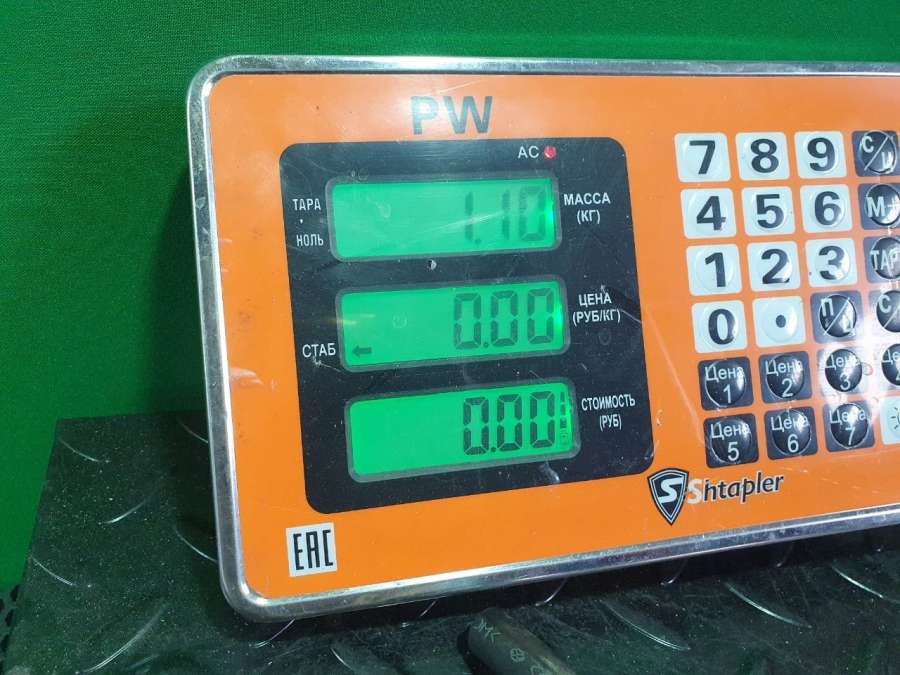 PW
AC
ТАРА
НОЛЬ
1.10
МАССА
(КГ)
СТАБ
0.00
ЦЕНА
(РУБ/КГ)
0.00
СТОИМОСТЬ
(РУБ)
7 8 9 С/
4 5 6 М+
1 2 3 ТАР
0 . П/Ц С/
Цена 1 Цена 2 Цена 3
Цена 5 Цена 6 Цена 7
S Shtapler
EAC